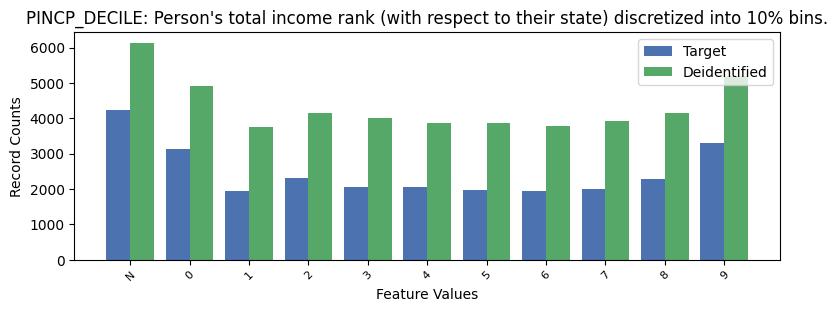 PINCP_DECILE: Person's total income rank (with respect to their state) discretized into 10% bins.
Target
Deidentified
Record Counts
6000
5000
4000
3000
2000
1000
0
N 0 1 2 3 4 5 6 7 8 9
Feature Values